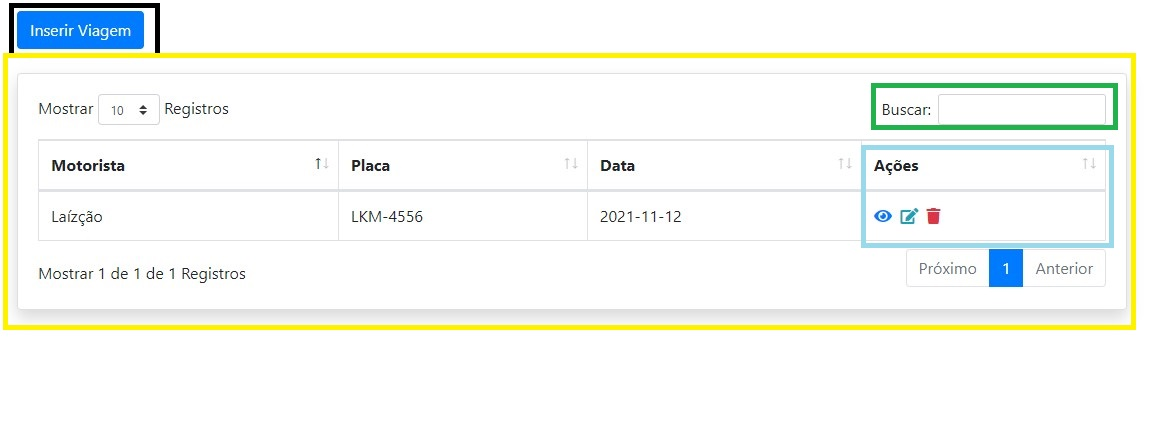 Inserir Viagem
Mostrar 10 Registros
Buscar:
Motorista Placa Data Ações
Laízção LKM-4556 2021-11-12
Mostrar 1 de 1 de 1 Registros
Próximo 1 Anterior